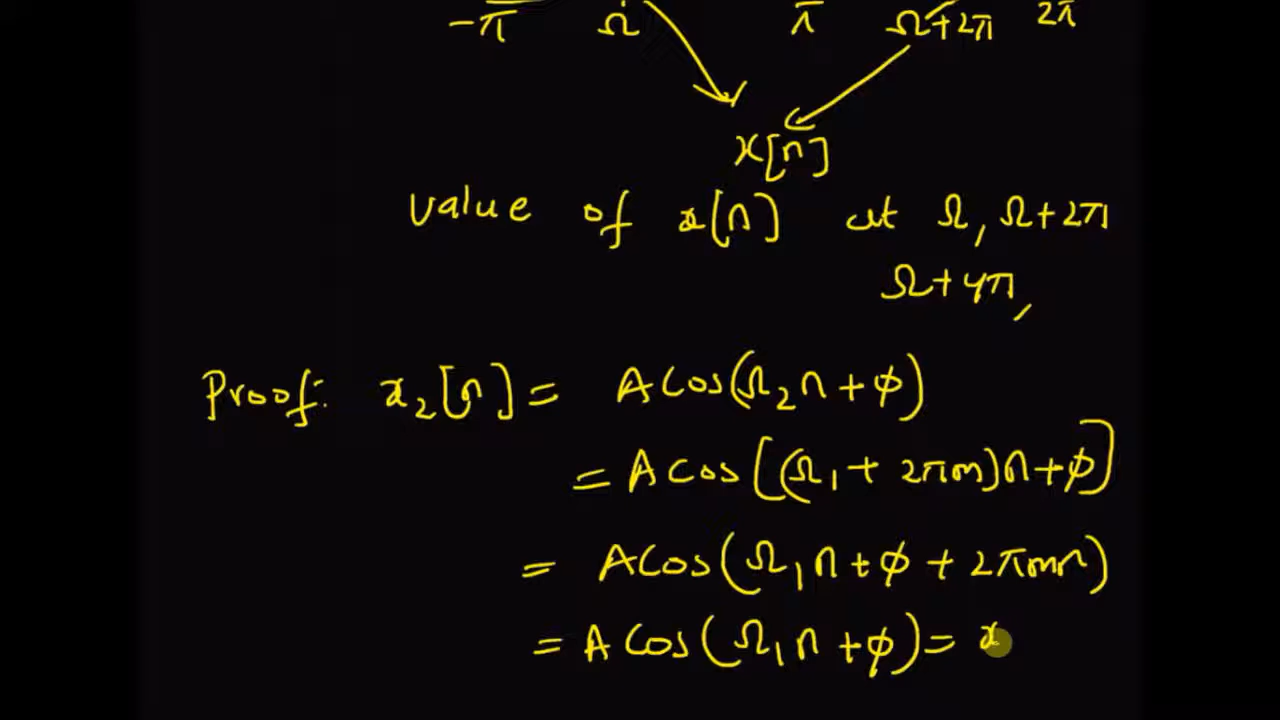 -π Ω π Ω+2π 2π
x[n]
value of x[n] at Ω, Ω+2π
Ω+4π,
Proof: x₂[n] = A Cos(Ω₂n+ϕ)
= A Cos[(Ω₁+2πm)n+ϕ]
= A Cos(Ω₁n+ϕ+2πmn)
= A Cos(Ω₁n+ϕ) = x